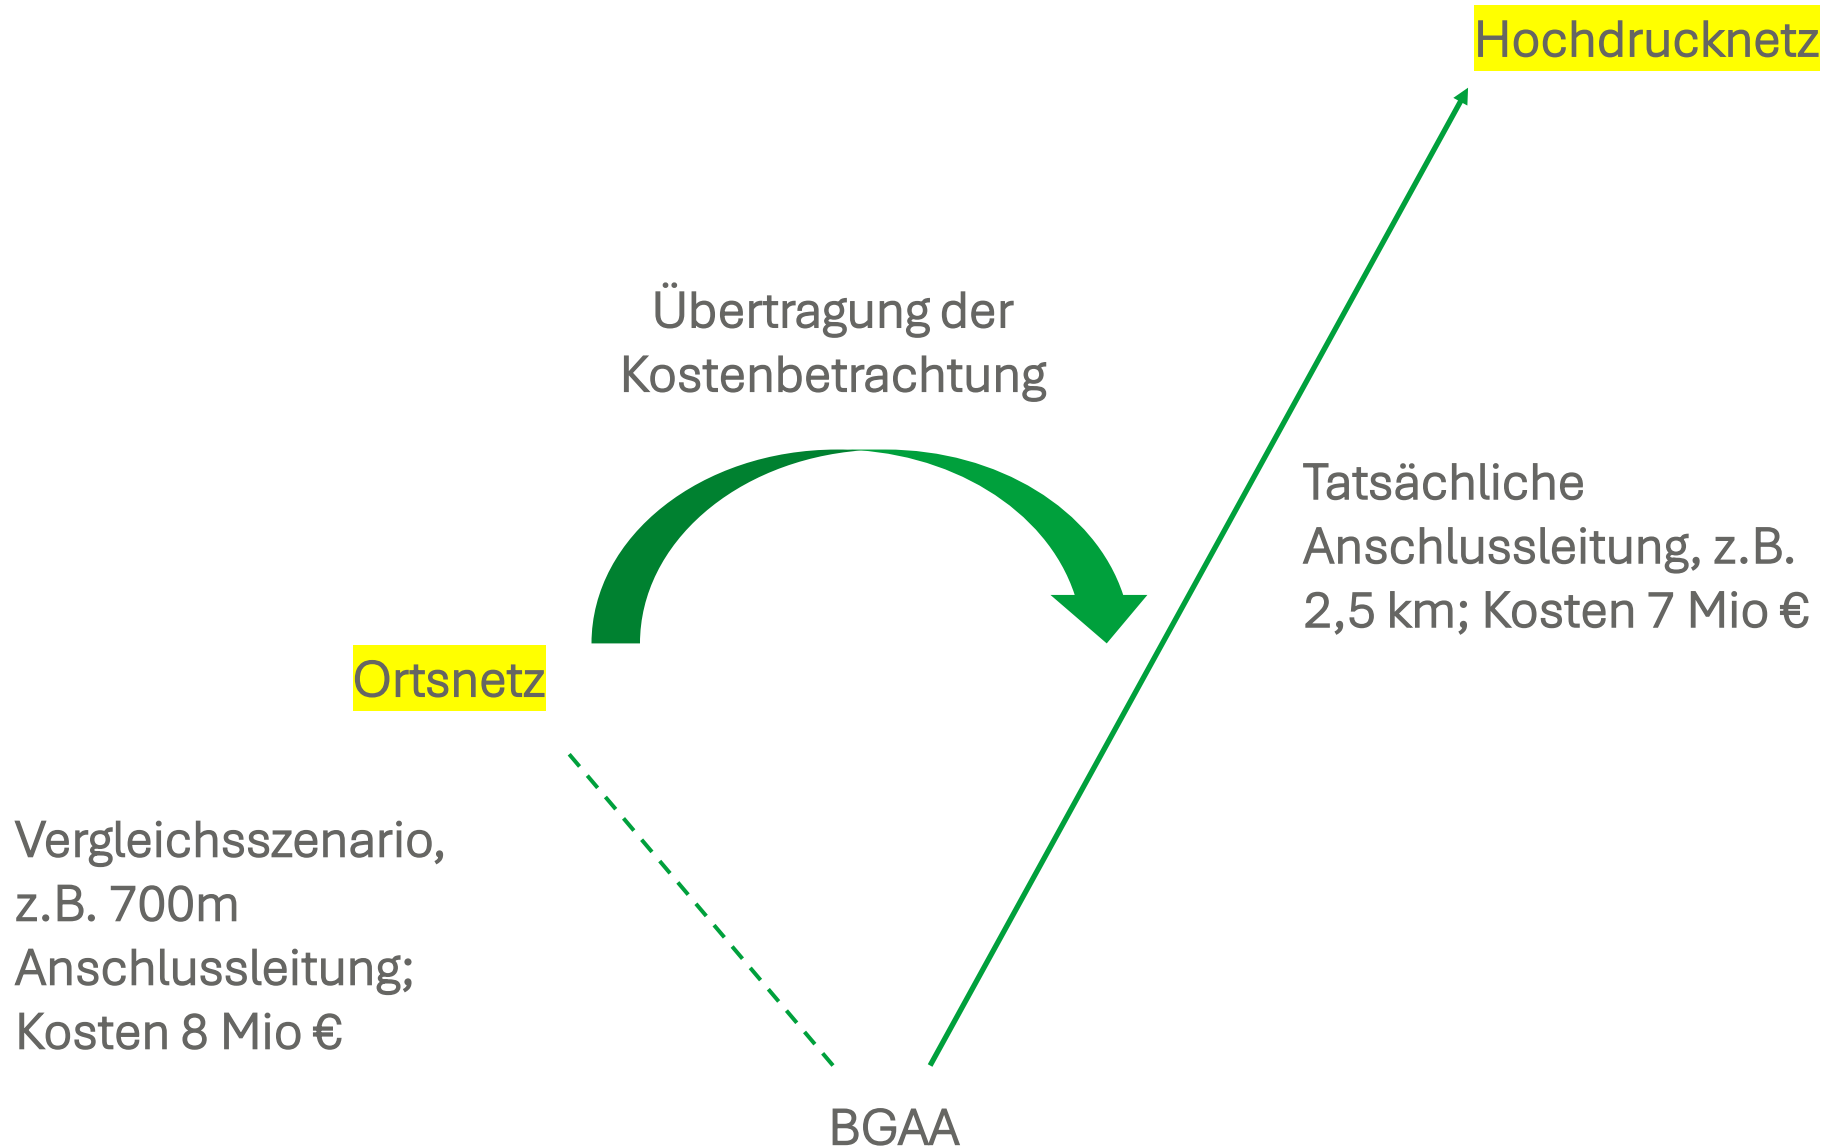 Hochdrucknetz
Übertragung der
Kostenbetrachtung
Tatsächliche
Anschlussleitung, z.B.
2,5 km; Kosten 7 Mio €
Ortsnetz
Vergleichsszenario,
z.B. 700m
Anschlussleitung;
Kosten 8 Mio €
BGAA